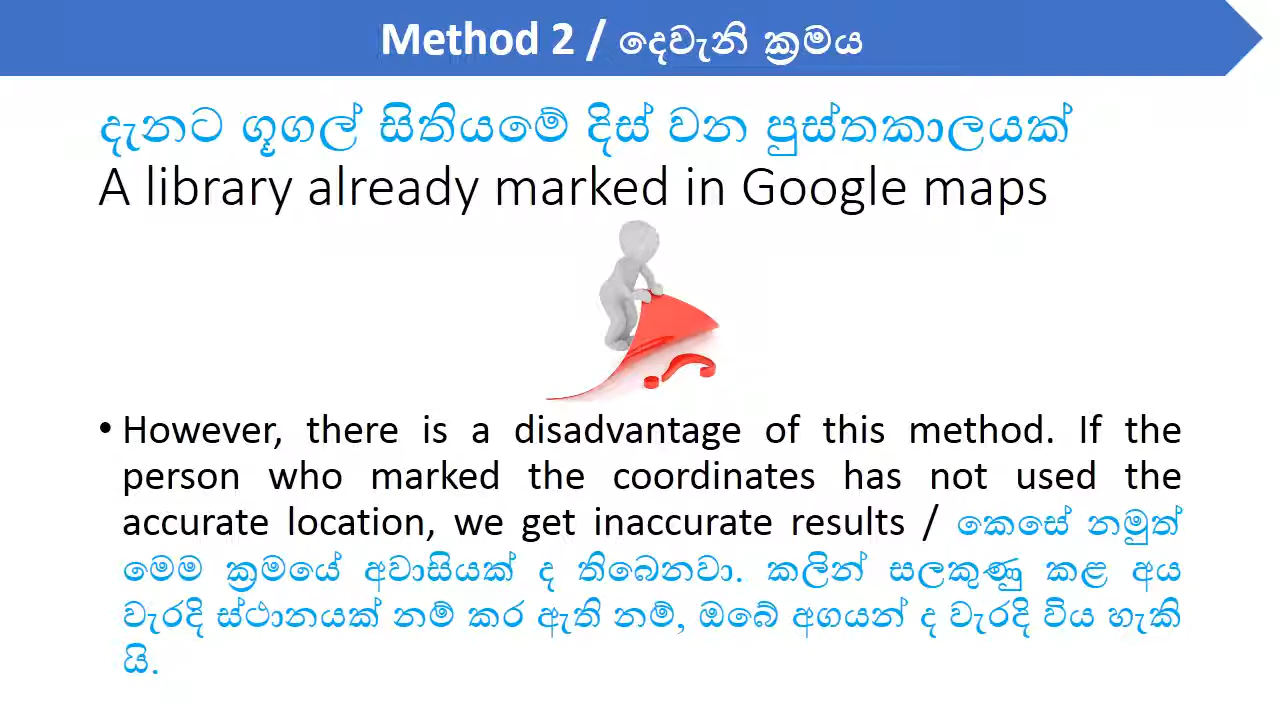 Method 2 / දෙවැනි ක්‍රමය
දැනට ගූගල් සිතියමේ දිස් වන පුස්තකාලයක්
A library already marked in Google maps
• However, there is a disadvantage of this method. If the
person who marked the coordinates has not used the
accurate location, we get inaccurate results / කෙසේ නමුත්
මෙම ක්‍රමයේ අවාසියක් ද තිබෙනවා. කලින් සලකුණු කළ අය
වැරදි ස්ථානයක් නම් කර ඇති නම්, ඔබේ අගයන් ද වැරදි විය හැකි
යි.